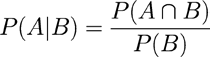 P(A|B) = P(A ∩ B) / P(B)